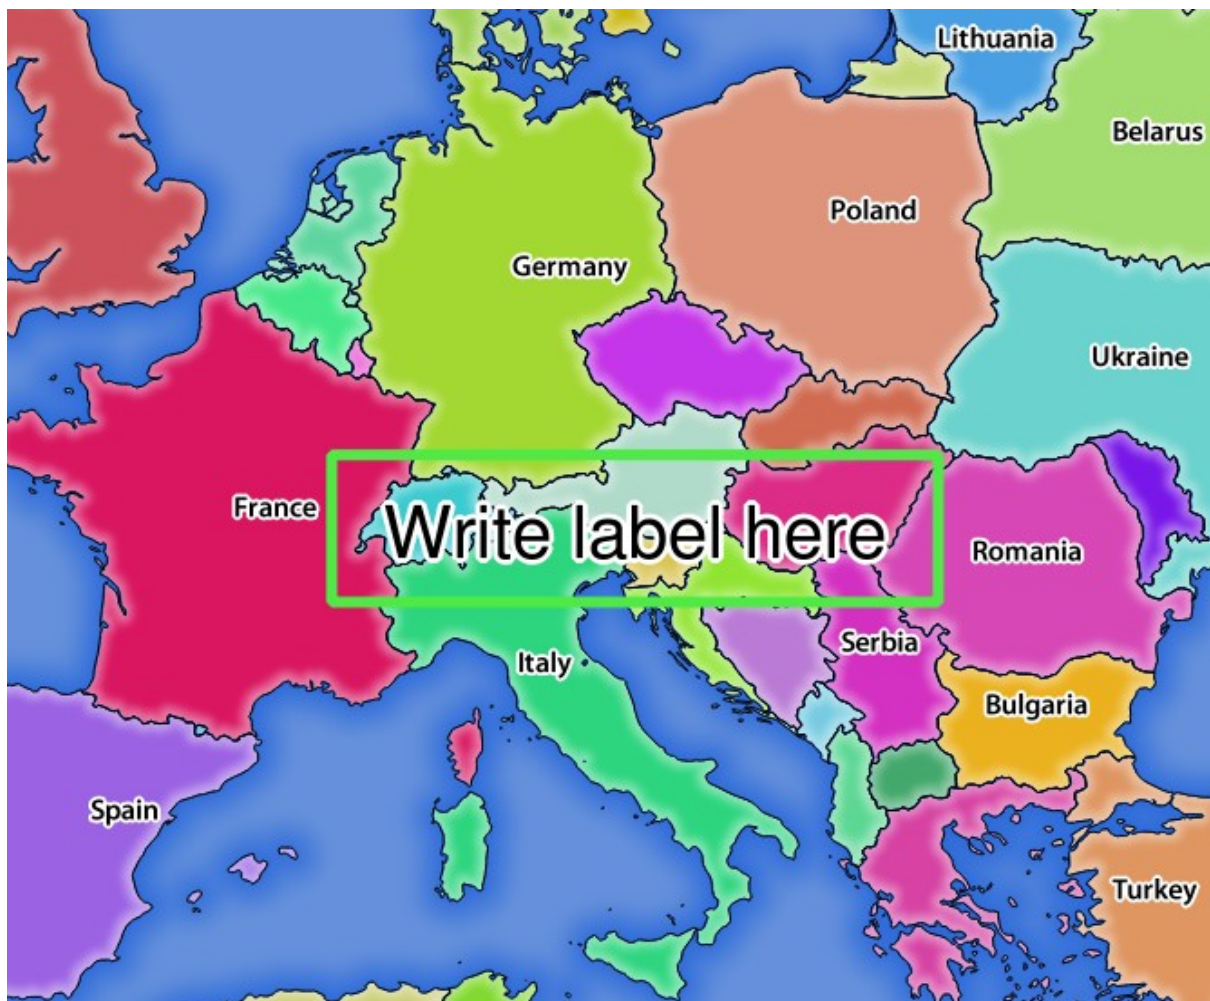 Lithuania
Belarus
Poland
Germany
Ukraine
France
Write label here
Romania
Serbia
Italy
Bulgaria
Spain
Turkey